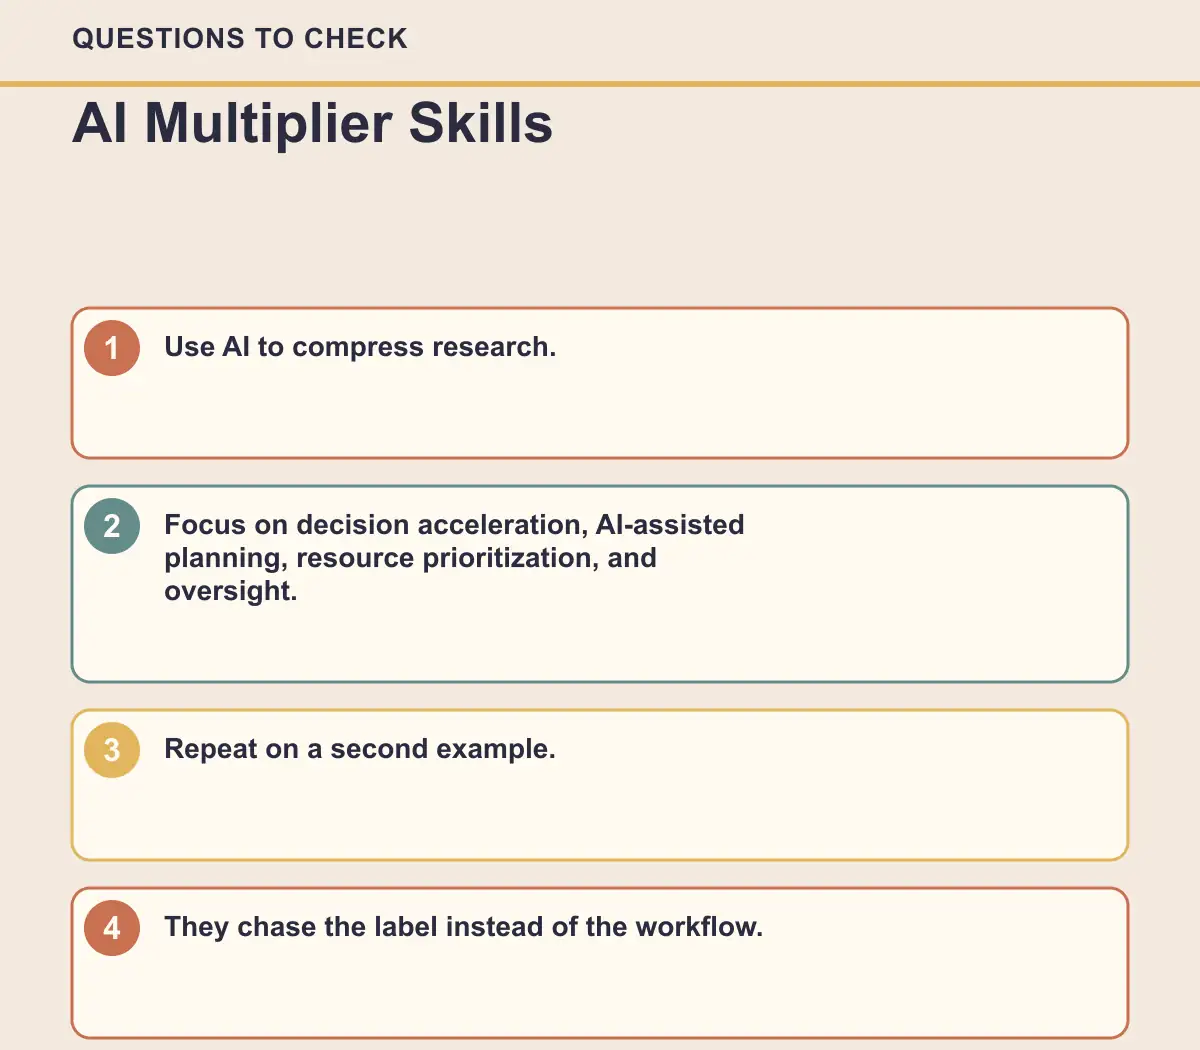 QUESTIONS TO CHECK
AI Multiplier Skills
1
Use AI to compress research.
2
Focus on decision acceleration, AI-assisted
planning, resource prioritization, and
oversight.
3
Repeat on a second example.
4
They chase the label instead of the workflow.